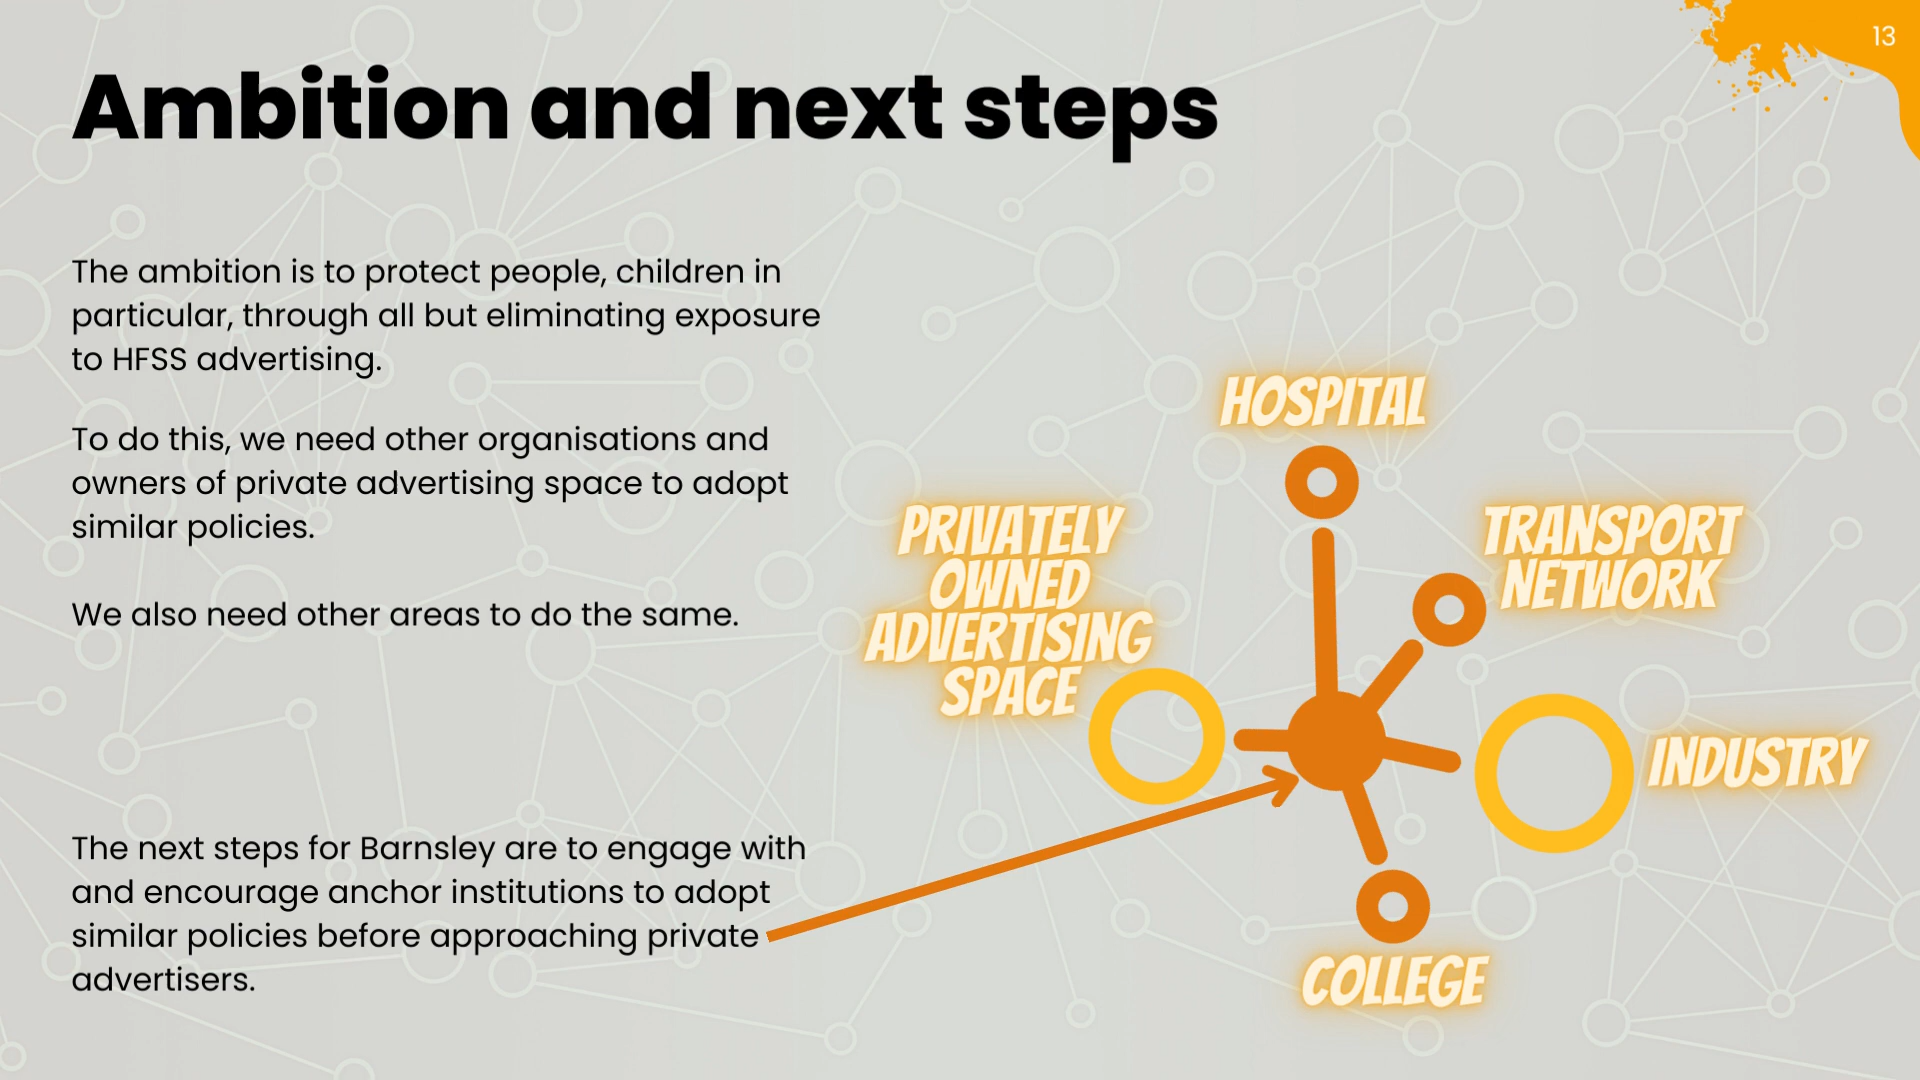 13
Ambition and next steps
The ambition is to protect people, children in
particular, through all but eliminating exposure
to HFSS advertising.
To do this, we need other organisations and
owners of private advertising space to adopt
similar policies.
We also need other areas to do the same.
The next steps for Barnsley are to engage with
and encourage anchor institutions to adopt
similar policies before approaching private
advertisers.
HOSPITAL
PRIVATELY
OWNED
ADVERTISING
SPACE
TRANSPORT
NETWORK
INDUSTRY
COLLEGE